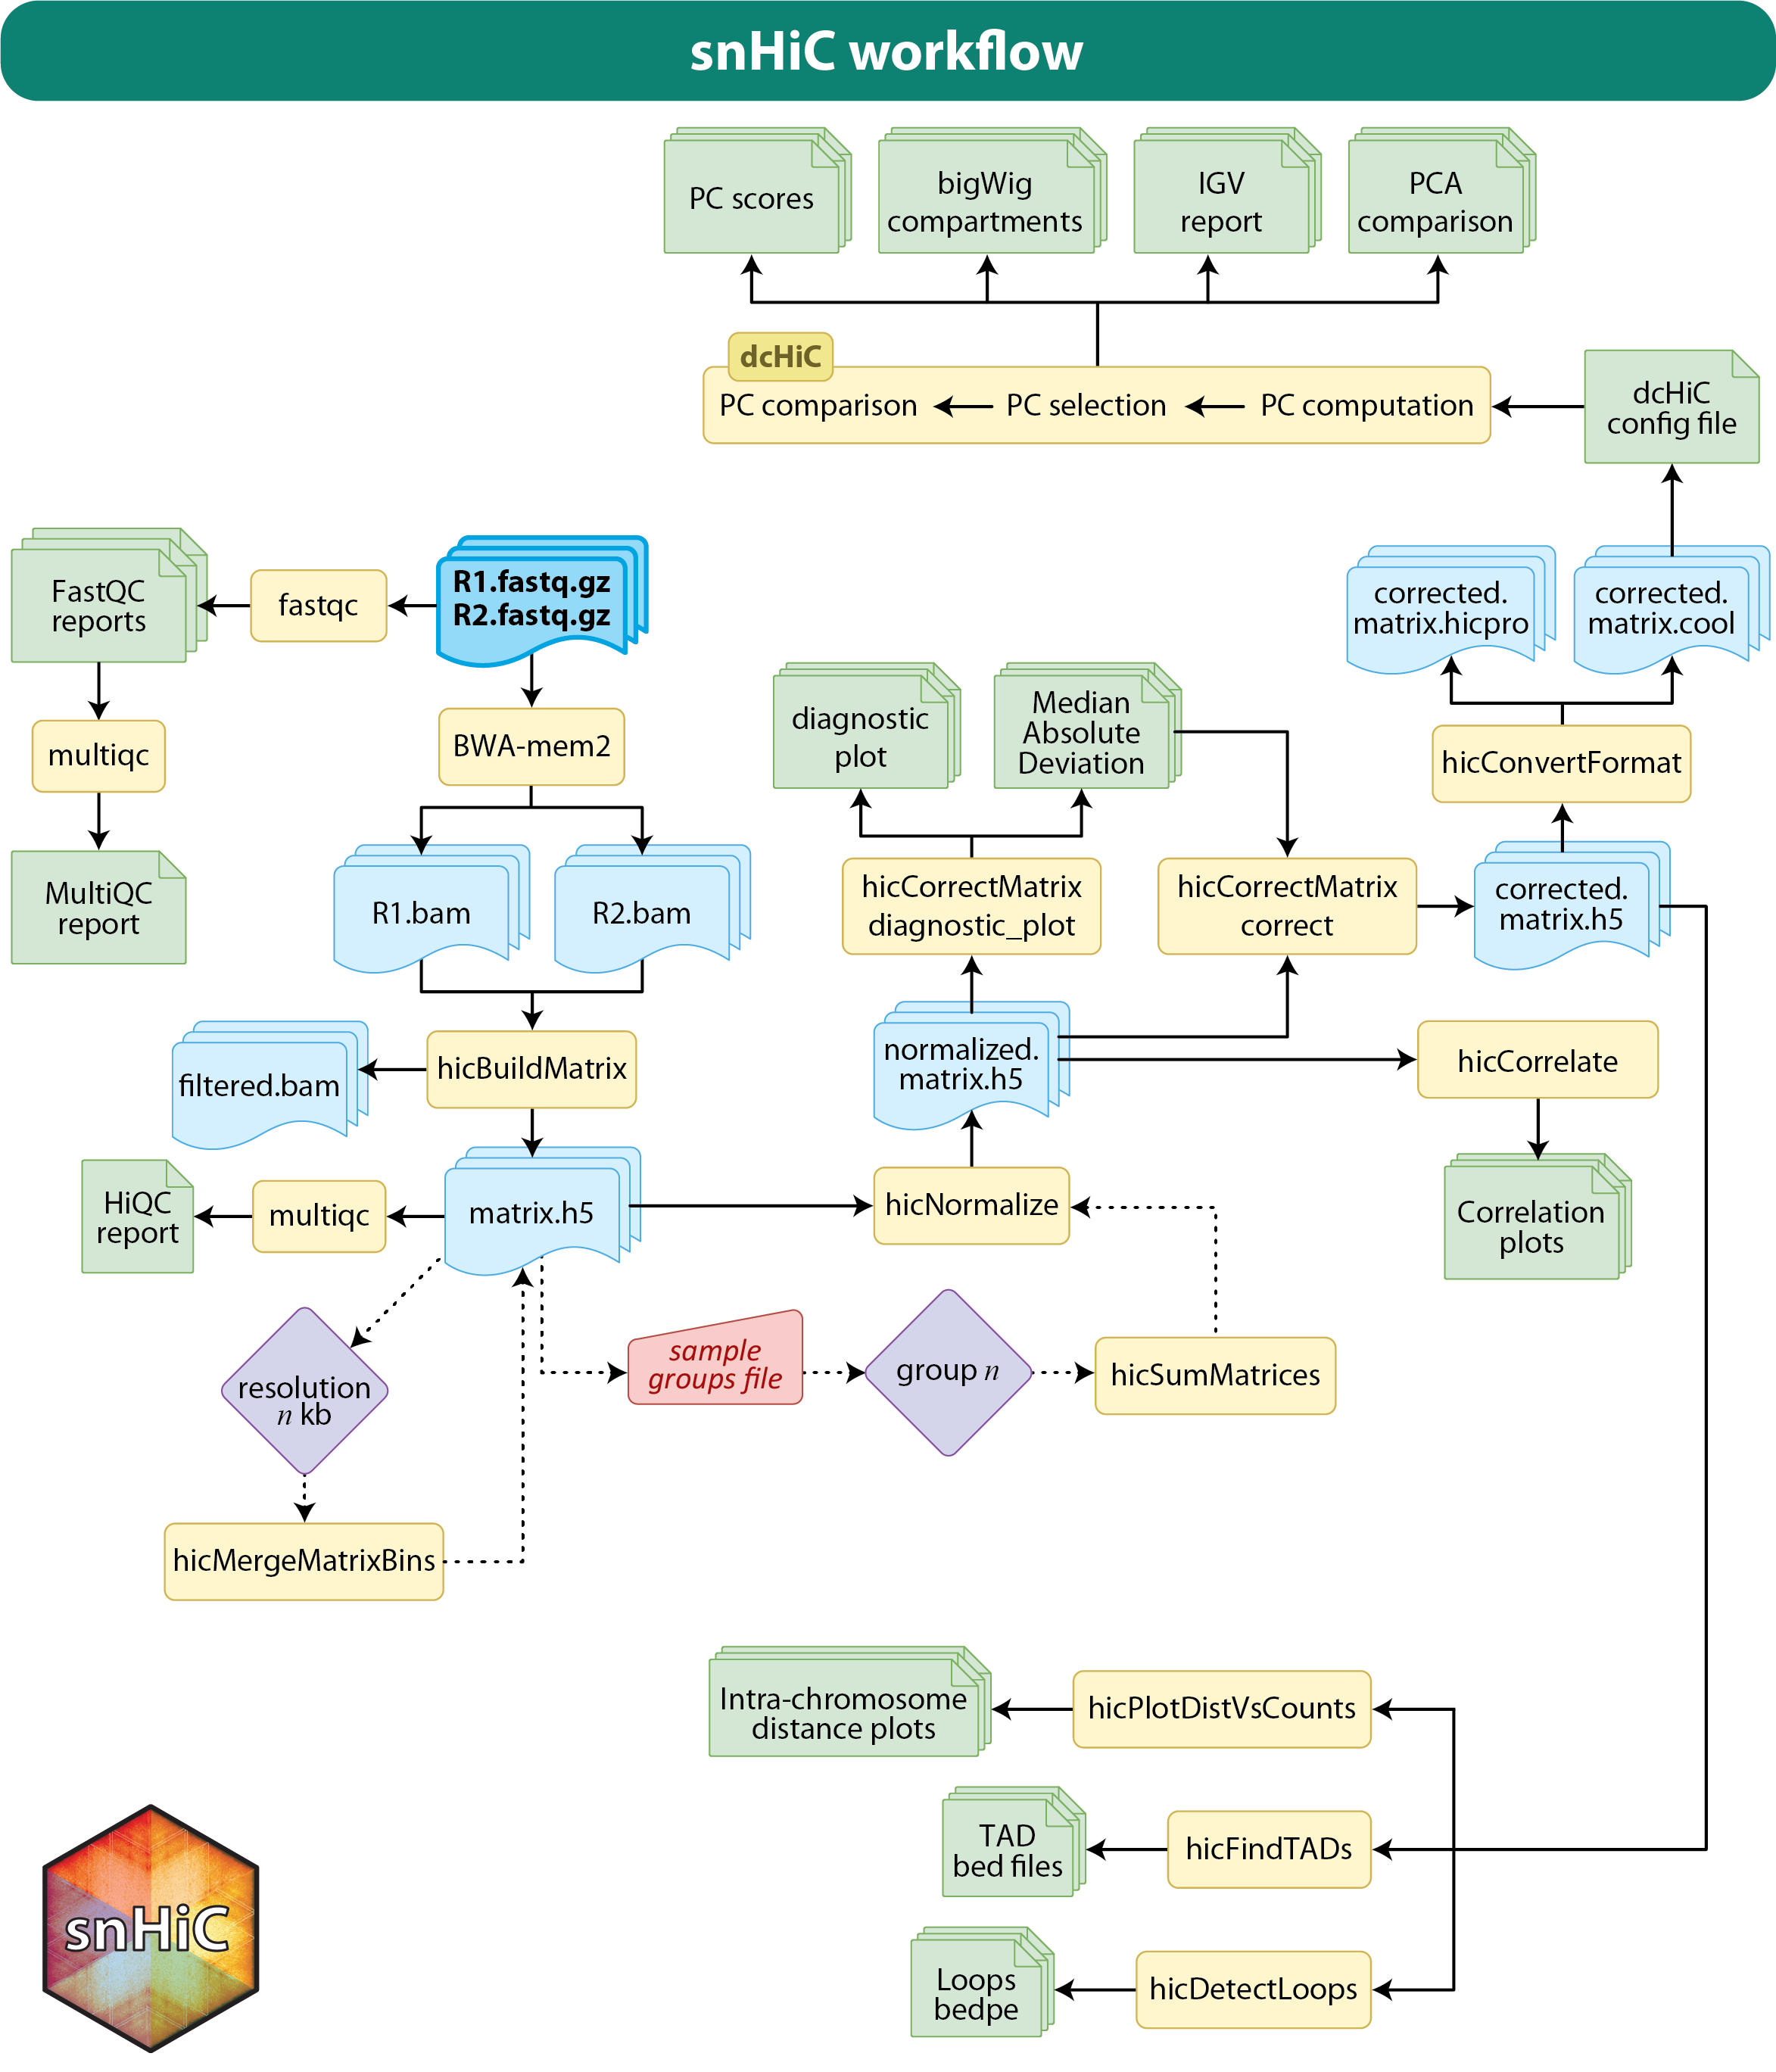 snHiC workflow
PC scores
bigWig
compartments
IGV
report
PCA
comparison
dcHiC
PC comparison
PC selection
PC computation
dcHiC
config file
FastQC
reports
fastqc
R1.fastq.gz
R2.fastq.gz
corrected.
matrix.hicpro
corrected.
matrix.cool
multiqc
BWA-mem2
diagnostic
plot
Median
Absolute
Deviation
hicConvertFormat
MultiQC
report
R1.bam
R2.bam
hicCorrectMatrix
diagnostic_plot
hicCorrectMatrix
correct
corrected.
matrix.h5
filtered.bam
hicBuildMatrix
normalized.
matrix.h5
hicCorrelate
HiQC
report
multiqc
matrix.h5
hicNormalize
Correlation
plots
resolution
n kb
sample
groups file
group n
hicSumMatrices
hicMergeMatrixBins
Intra-chromosome
distance plots
hicPlotDistVsCounts
TAD
bed files
hicFindTADs
Loops
bedpe
hicDetectLoops
snHiC